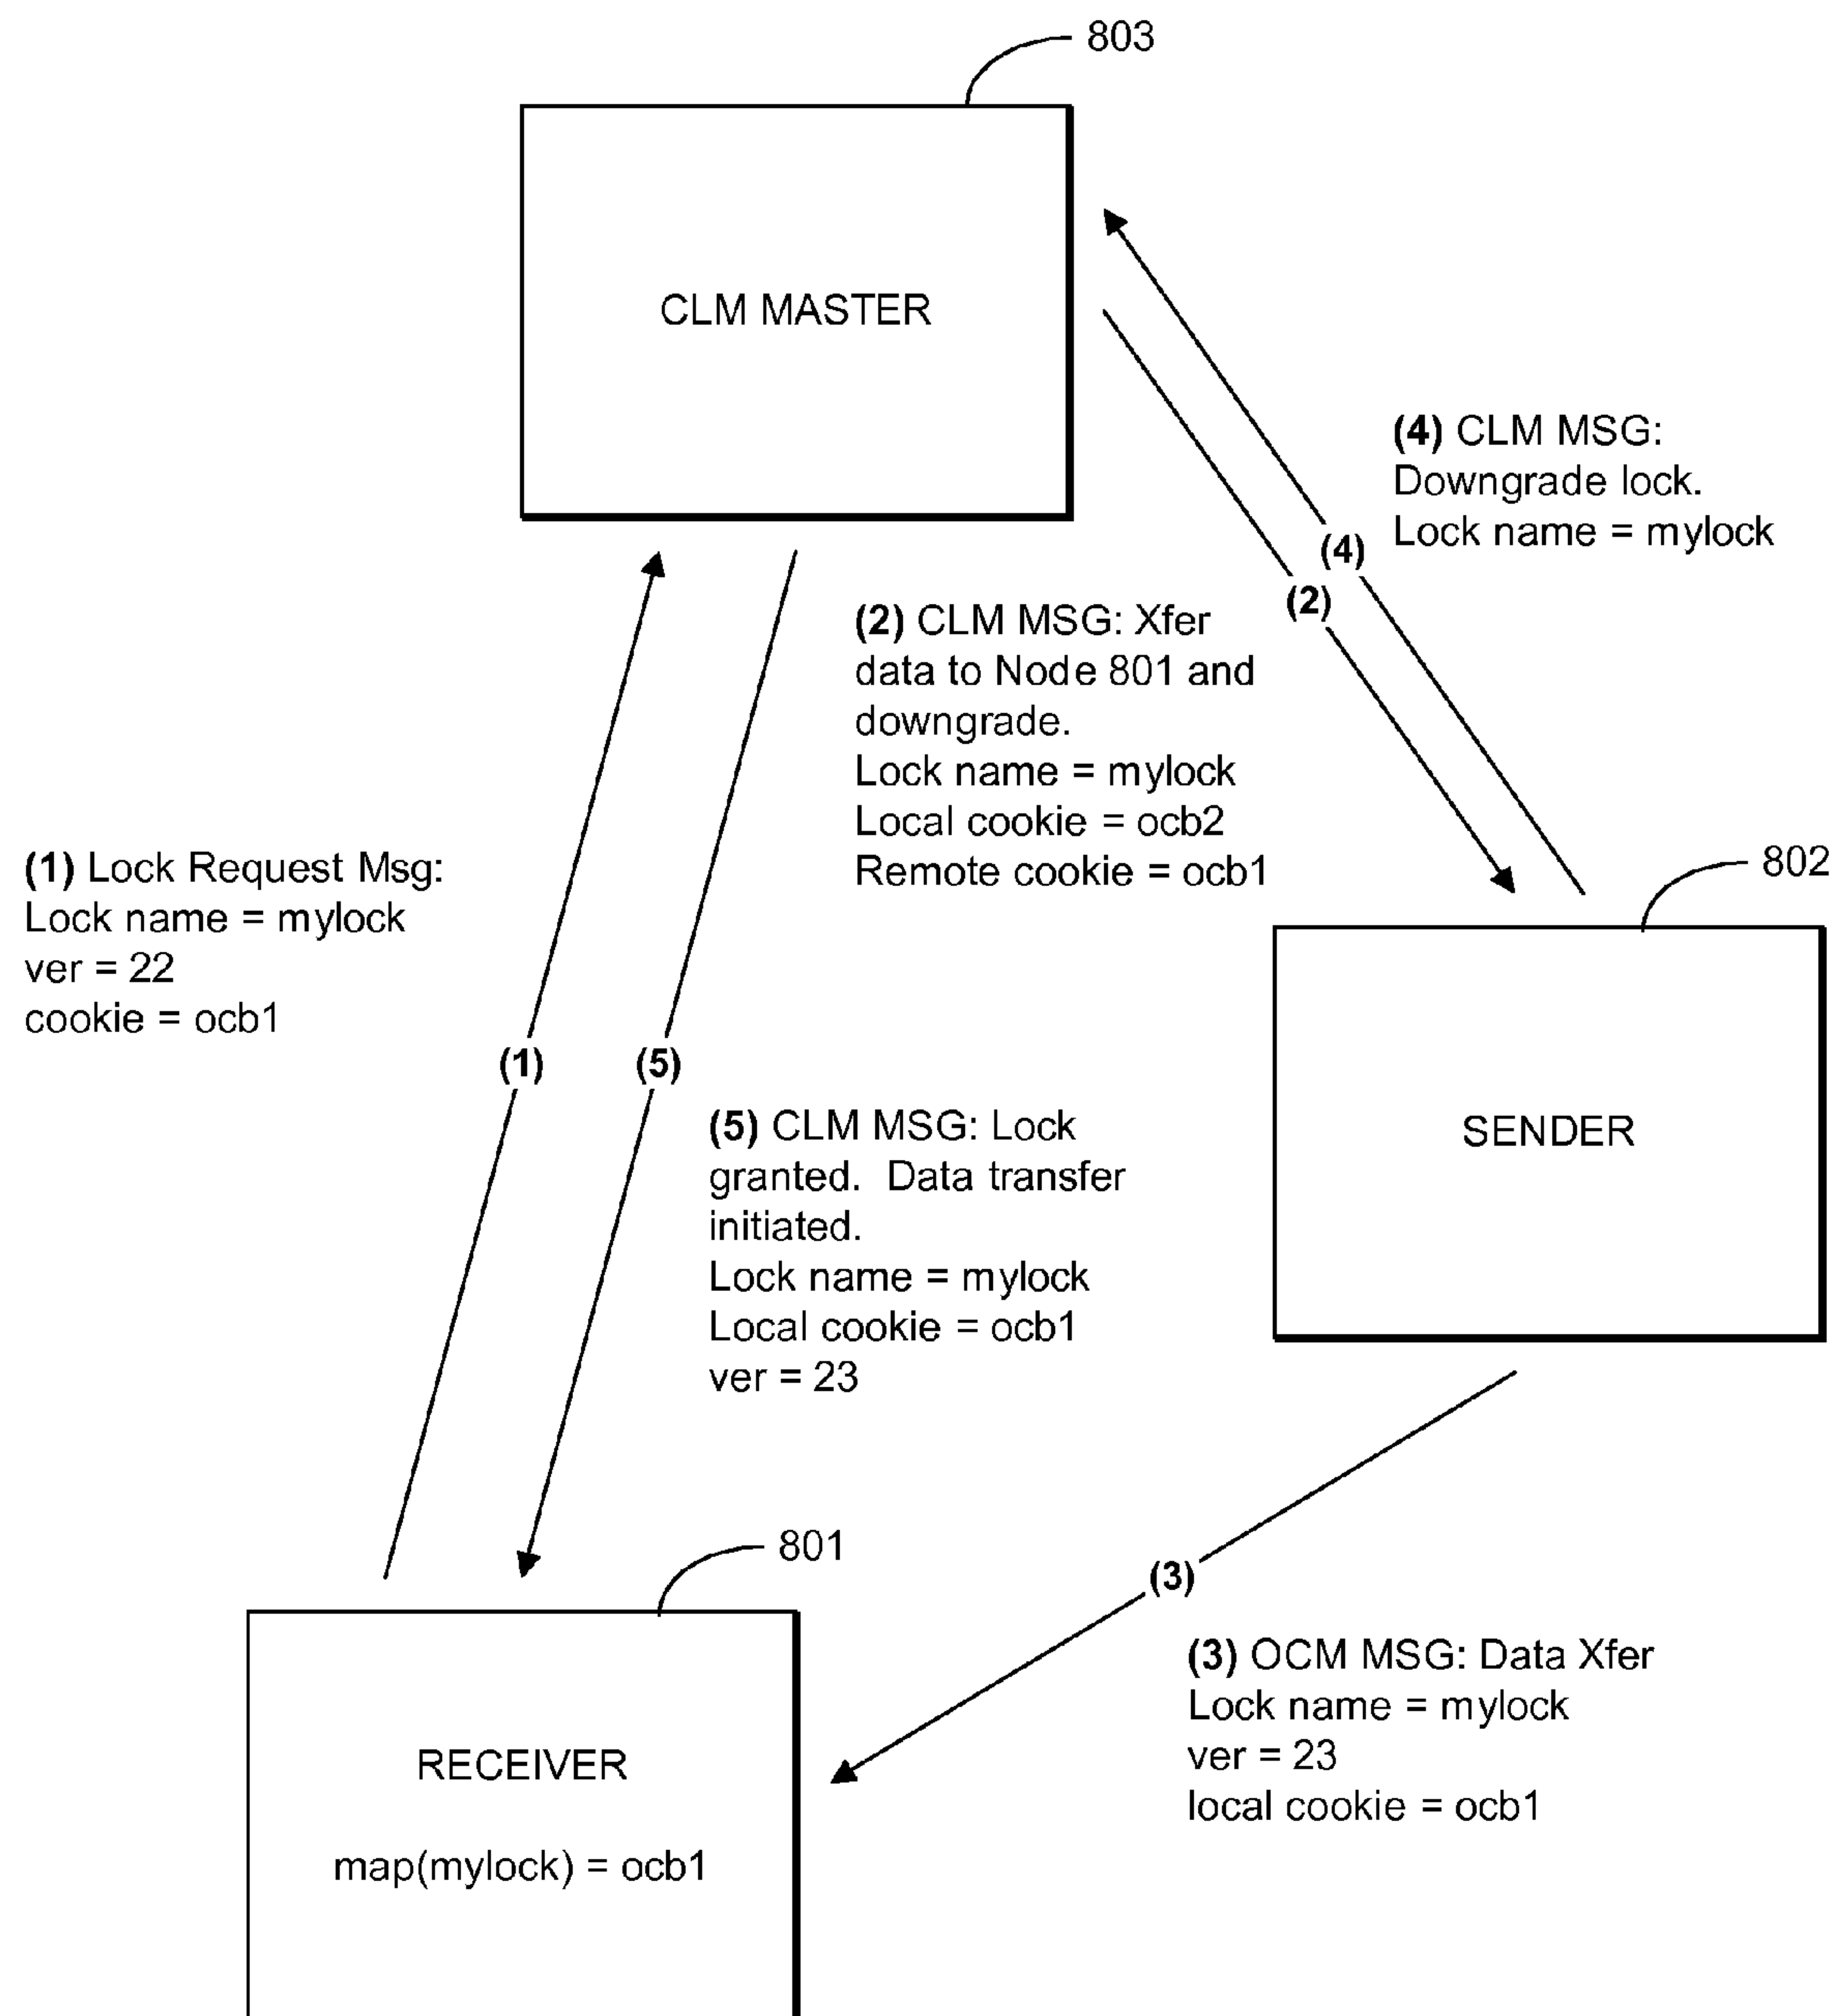 803
CLM MASTER
(4) CLM MSG:
Downgrade lock.
Lock name = mylock
(4)
(2)
(2) CLM MSG: Xfer
data to Node 801 and
downgrade.
Lock name = mylock
Local cookie = ocb2
Remote cookie = ocb1
(1) Lock Request Msg:
Lock name = mylock
ver = 22
cookie = ocb1
802
SENDER
(1)
(5)
(5) CLM MSG: Lock
granted. Data transfer
initiated.
Lock name = mylock
Local cookie = ocb1
ver = 23
801
(3)
(3) OCM MSG: Data Xfer
Lock name = mylock
ver = 23
local cookie = ocb1
RECEIVER
map(mylock) = ocb1